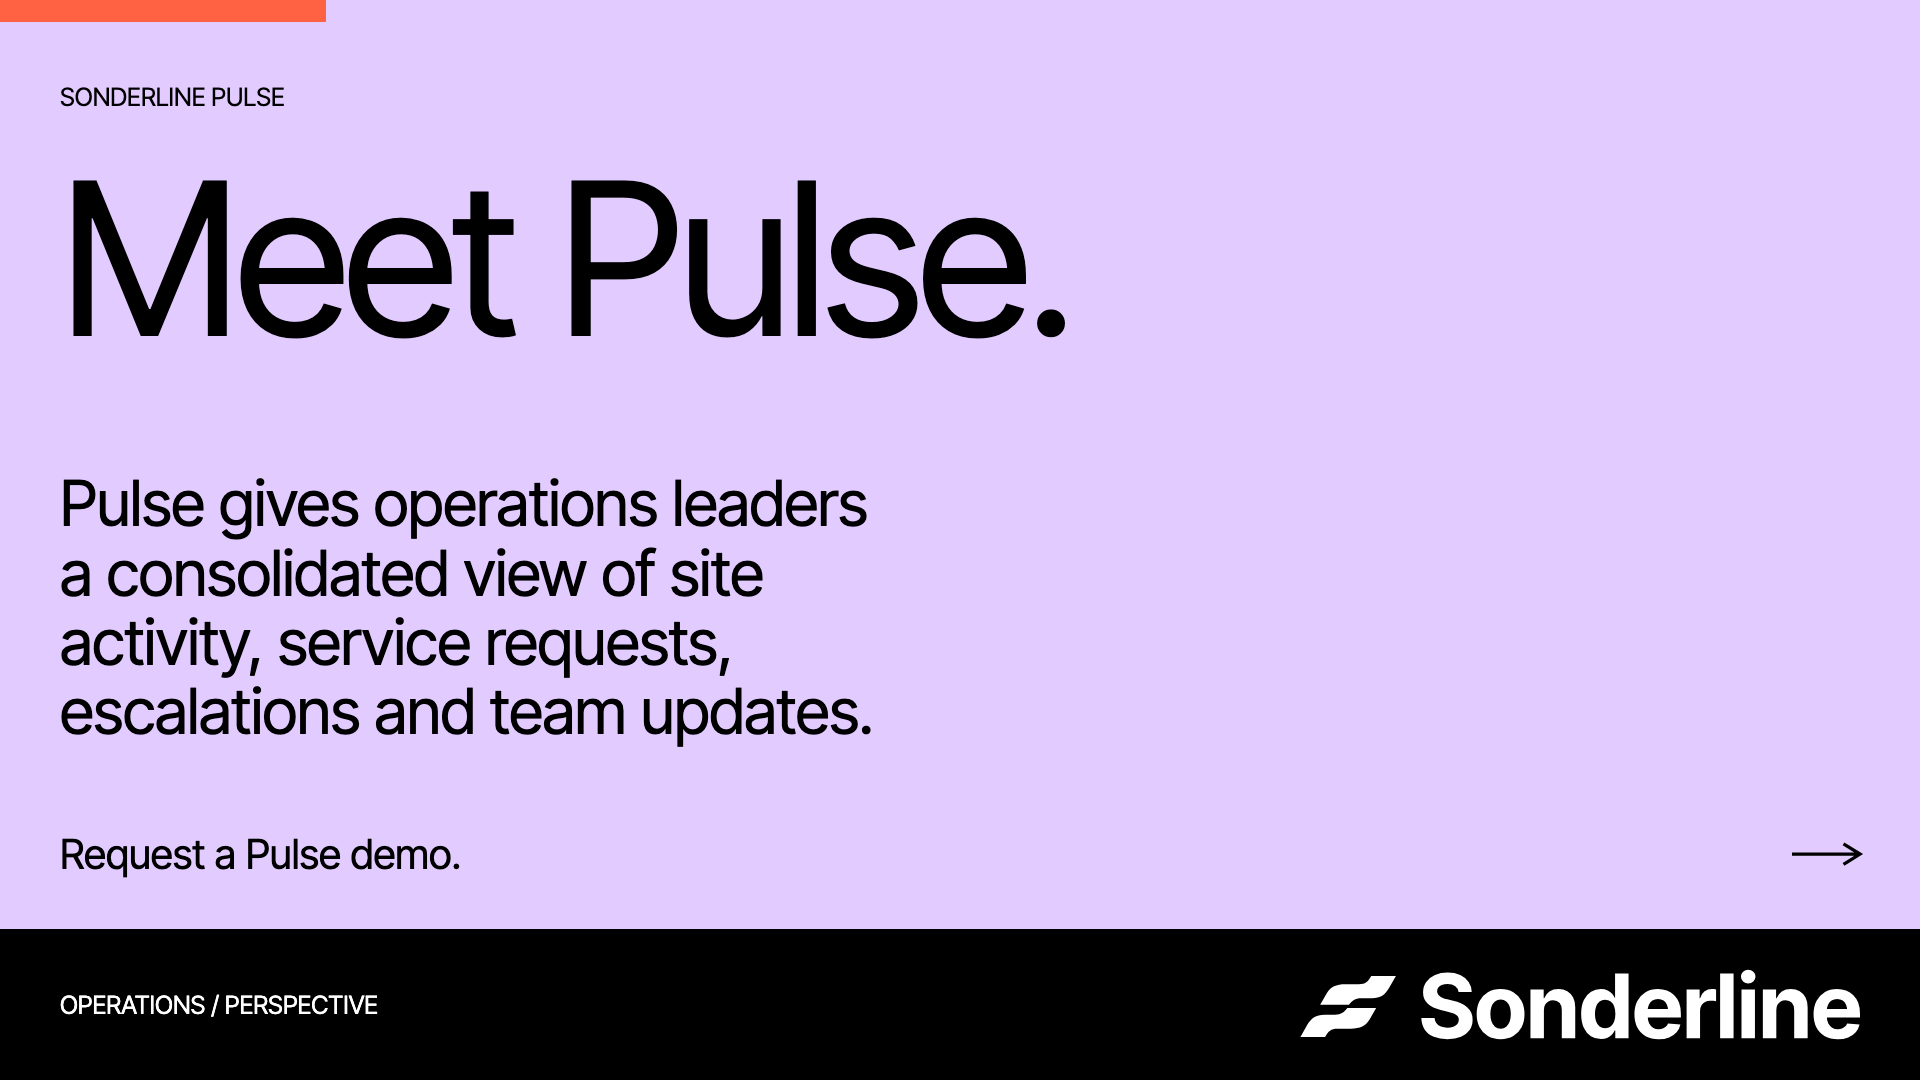 SONDERLINE PULSE
Meet Pulse.
Pulse gives operations leaders
a consolidated view of site
activity, service requests,
escalations and team updates.
Request a Pulse demo.
OPERATIONS / PERSPECTIVE
Sonderline